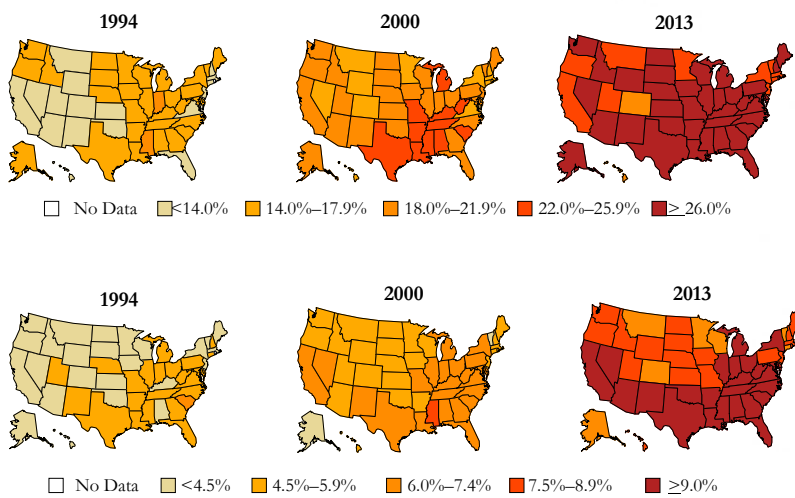 1994 2000 2013
No Data <14.0% 14.0%–17.9% 18.0%–21.9% 22.0%–25.9% ≥ 26.0%
1994 2000 2013
No Data <4.5% 4.5%–5.9% 6.0%–7.4% 7.5%–8.9% ≥9.0%